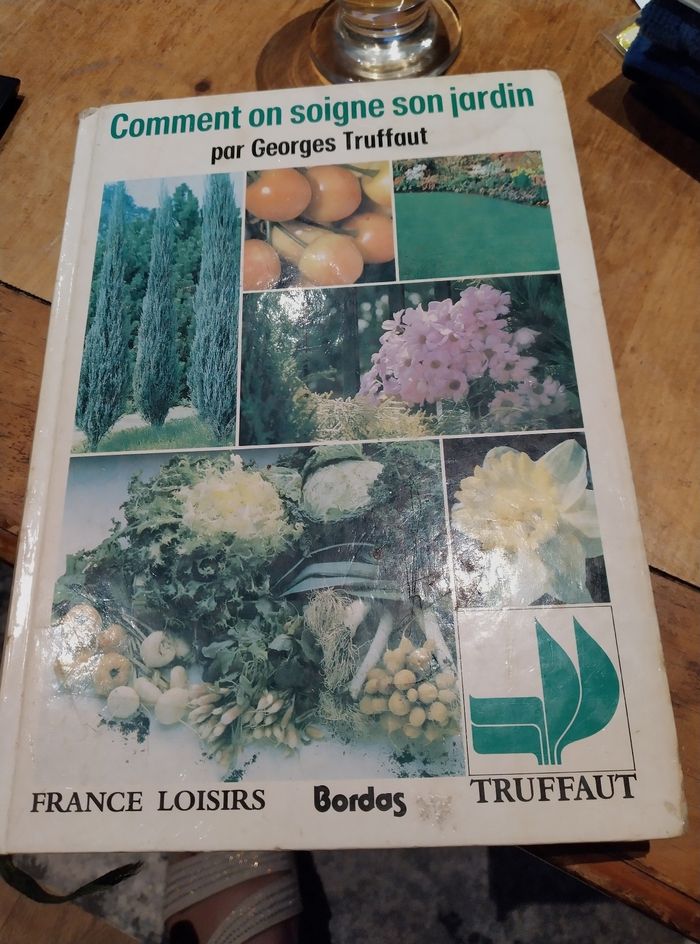 Comment on soigne son jardin
par Georges Truffaut
FRANCE LOISIRS
Bordas
TRUFFAUT